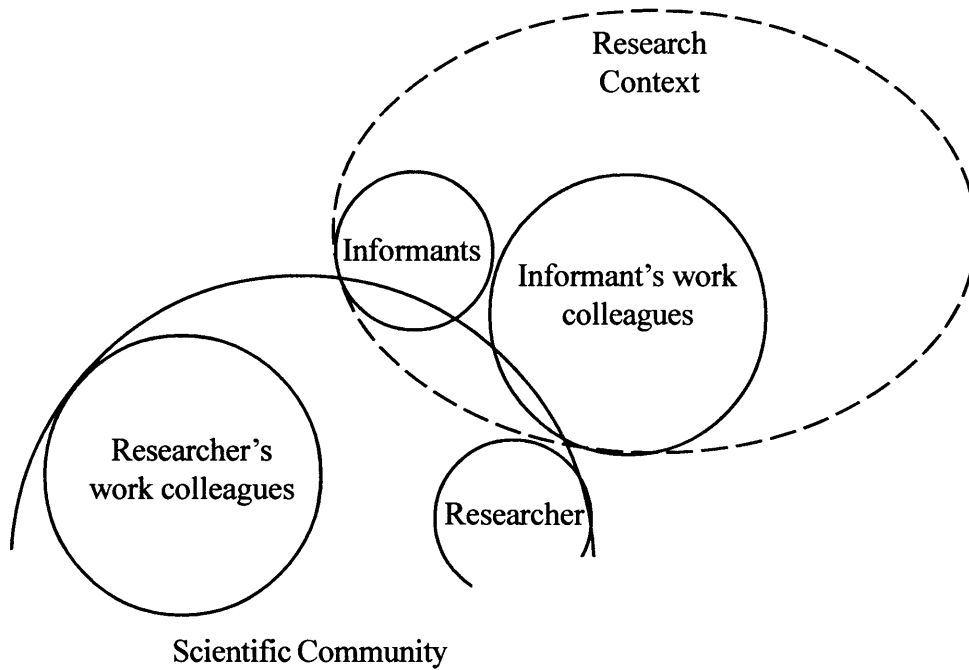 Research
Context
Informants
Informant's work
colleagues
Researcher's
work colleagues
Researcher
Scientific Community